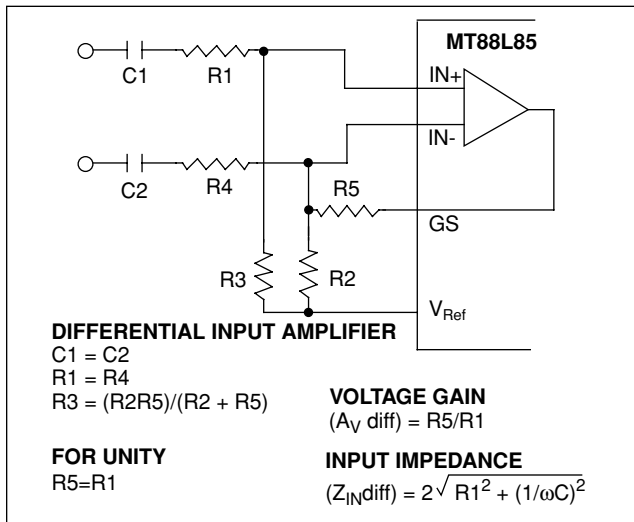 MT88L85
C1
R1
IN+
IN-
C2
R4
R5
GS
R3
R2
VRef
DIFFERENTIAL INPUT AMPLIFIER
C1 = C2
R1 = R4
R3 = (R2R5)/(R2 + R5)
VOLTAGE GAIN
(AV diff) = R5/R1
FOR UNITY
R5=R1
INPUT IMPEDANCE
(ZINdiff) = 2√R1² + (1/ωC)²